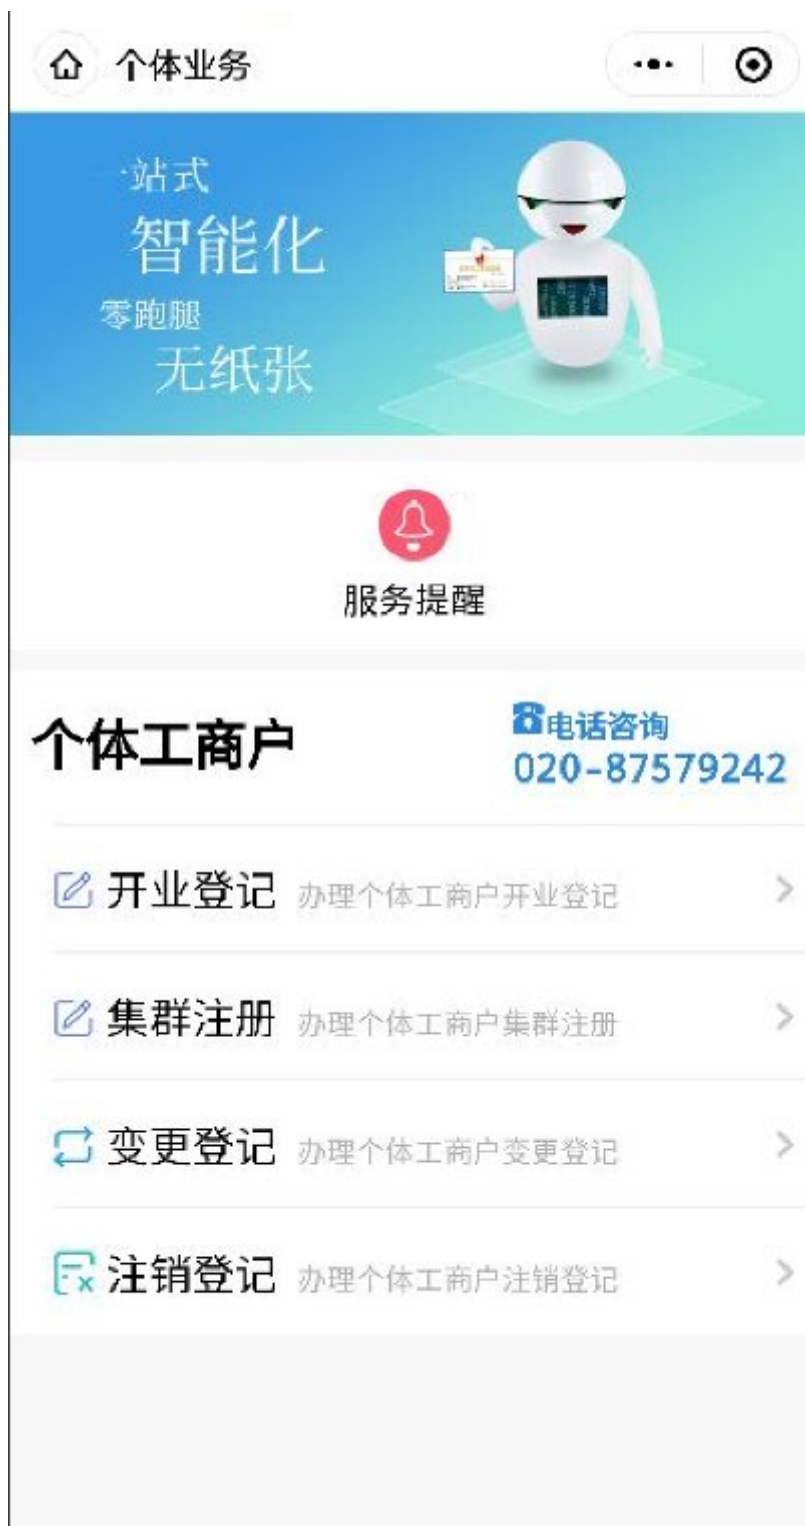 个体业务
一站式
智能化
零跑腿
无纸张
服务提醒
个体工商户
电话咨询
020-87579242
开业登记 办理个体工商户开业登记
集群注册 办理个体工商户集群注册
变更登记 办理个体工商户变更登记
注销登记 办理个体工商户注销登记